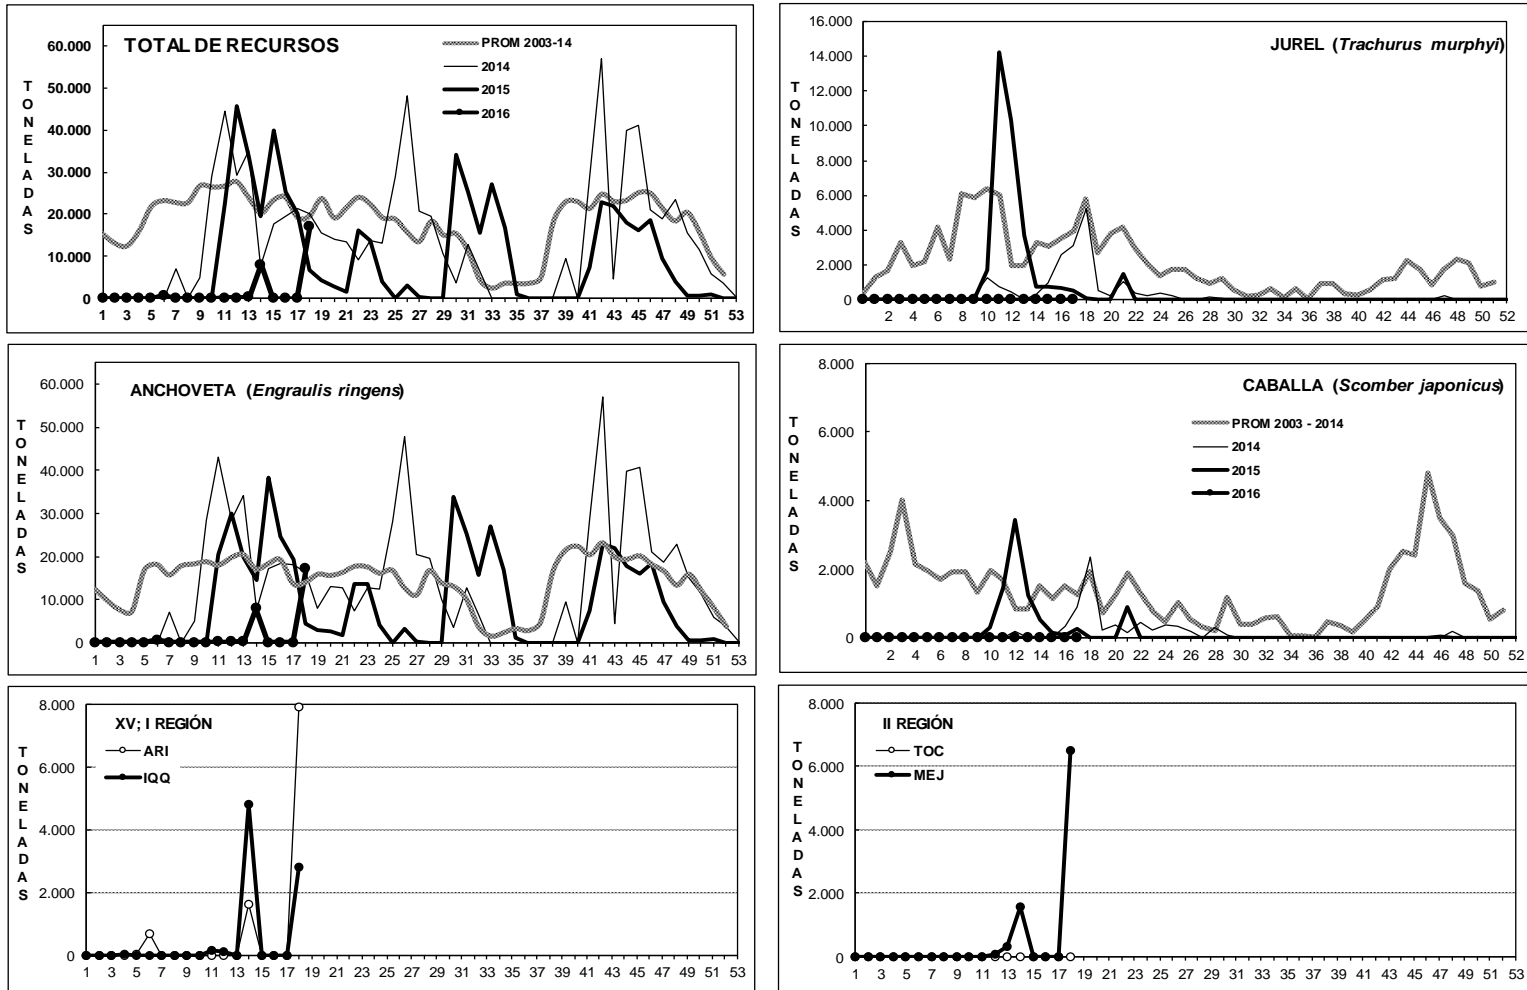 TOTAL DE RECURSOS
PROM 2003-14
2014
2015
2016
TONELADAS
60.000
50.000
40.000
30.000
20.000
10.000
0
1 3 5 7 9 11 13 15 17 19 21 23 25 27 29 31 33 35 37 39 41 43 45 47 49 51 53
JUREL (Trachurus murphyi)
TONELADAS
16.000
14.000
12.000
10.000
8.000
6.000
4.000
2.000
0
2 4 6 8 10 12 14 16 18 20 22 24 26 28 30 32 34 36 38 40 42 44 46 48 50 52
ANCHOVETA (Engraulis ringens)
TONELADAS
60.000
50.000
40.000
30.000
20.000
10.000
0
1 3 5 7 9 11 13 15 17 19 21 23 25 27 29 31 33 35 37 39 41 43 45 47 49 51 53
CABALLA (Scomber japonicus)
PROM 2003 - 2014
2014
2015
2016
TONELADAS
8.000
6.000
4.000
2.000
0
2 4 6 8 10 12 14 16 18 20 22 24 26 28 30 32 34 36 38 40 42 44 46 48 50 52
XV; I REGIÓN
ARI
IQQ
TONELADAS
8.000
6.000
4.000
2.000
0
1 3 5 7 9 11 13 15 17 19 21 23 25 27 29 31 33 35 37 39 41 43 45 47 49 51 53
II REGIÓN
TOC
MEJ
TONELADAS
8.000
6.000
4.000
2.000
0
1 3 5 7 9 11 13 15 17 19 21 23 25 27 29 31 33 35 37 39 41 43 45 47 49 51 53